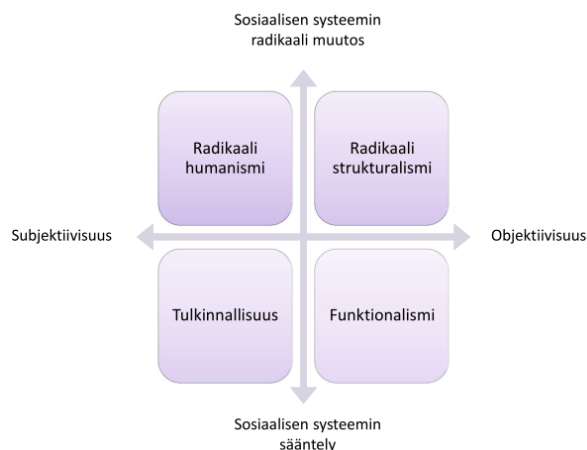 Sosiaalisen systeemin
radikaali muutos
Radikaali
humanismi
Radikaali
strukturalismi
Subjektiivisuus
Objektiivisuus
Tulkinnallisuus
Funktionalismi
Sosiaalisen systeemin
sääntely